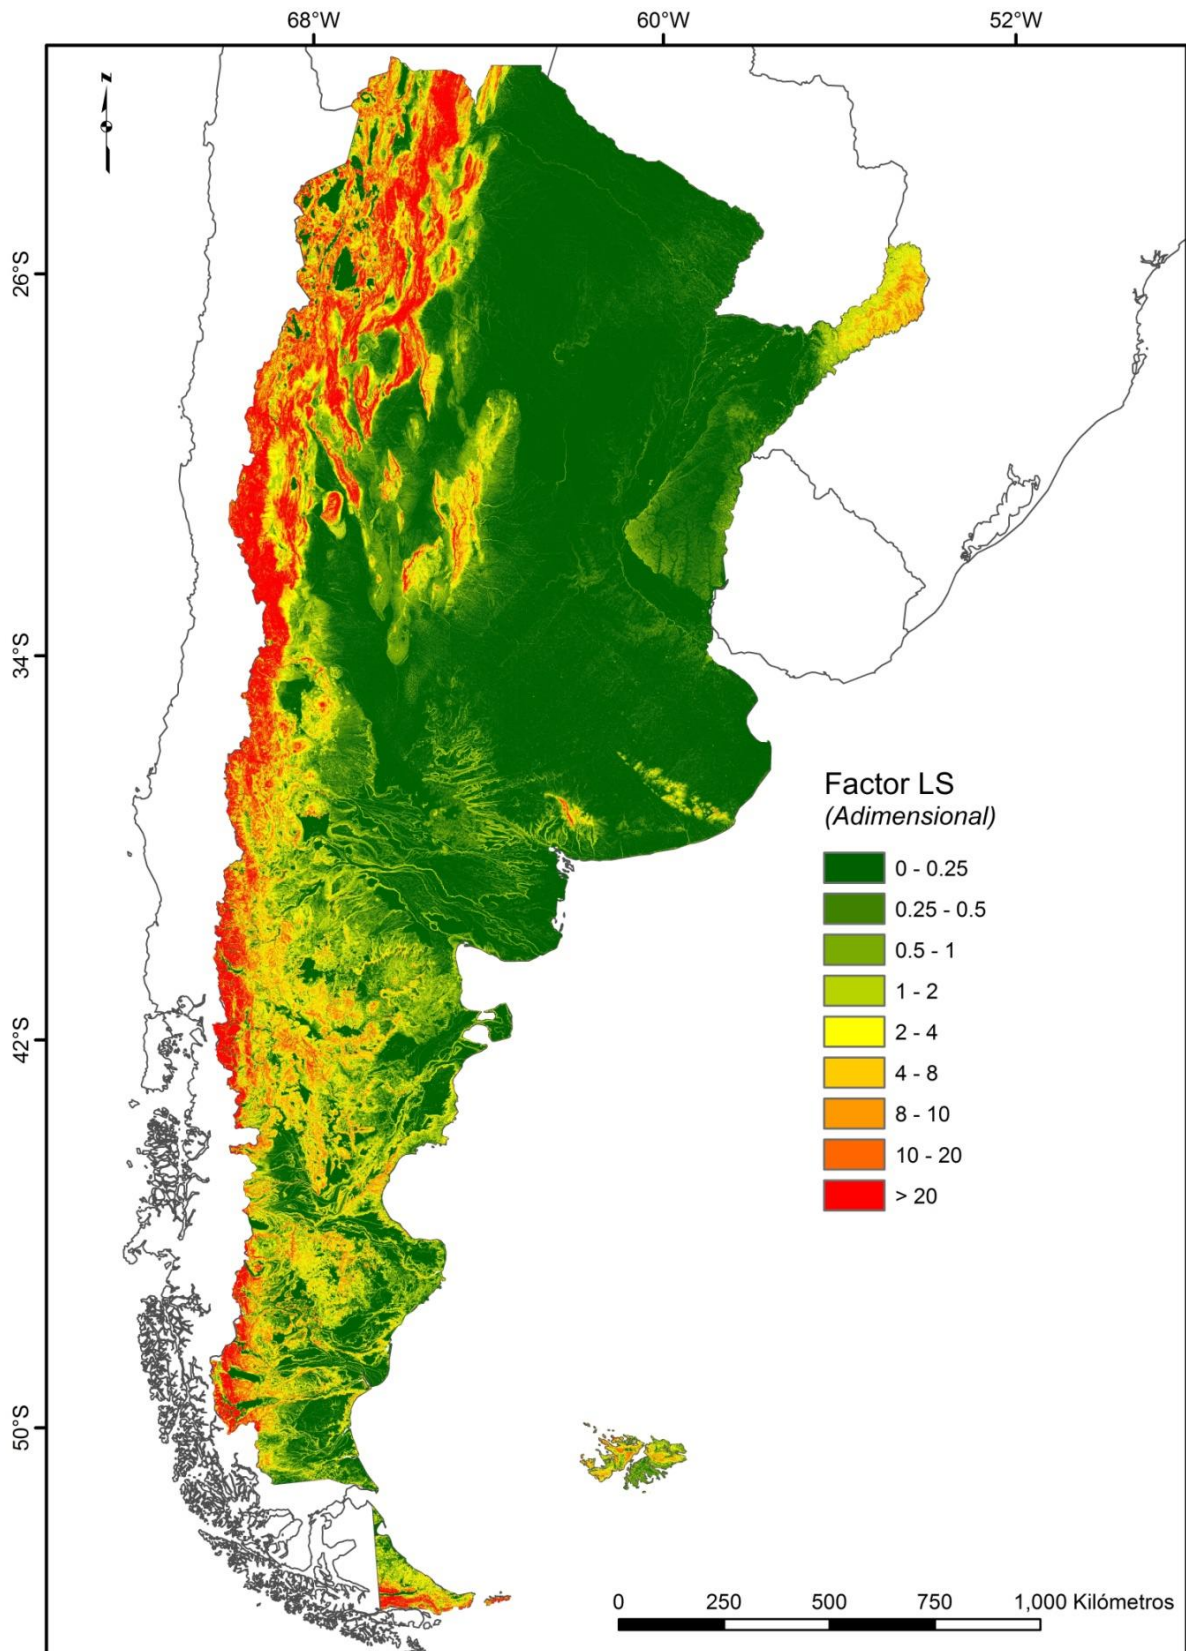 68°W 60°W 52°W
N
26°S
34°S
Factor LS
(Adimensional)
0 - 0.25
0.25 - 0.5
0.5 - 1
1 - 2
2 - 4
4 - 8
8 - 10
10 - 20
> 20
42°S
50°S
0 250 500 750 1,000 Kilómetros